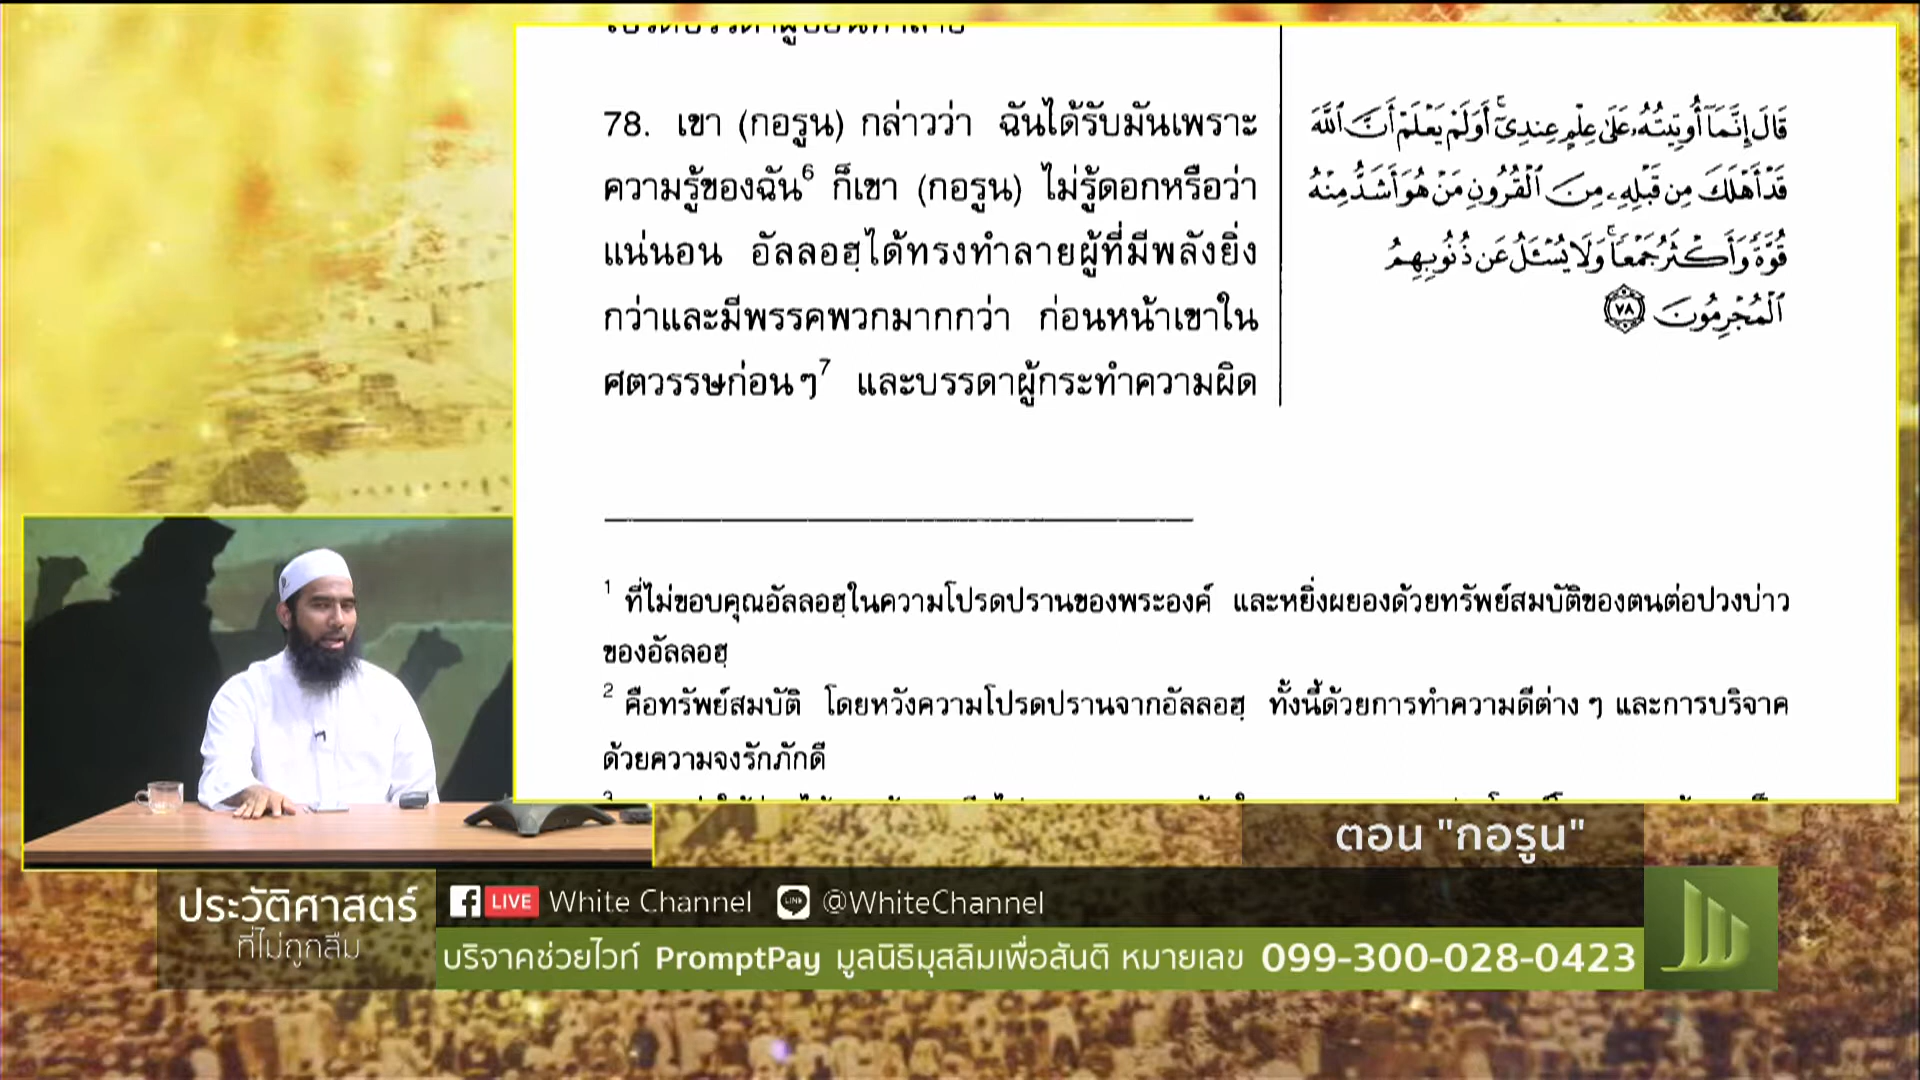 78. เขา (กอรูน) กล่าวว่า ฉันได้รับมันเพราะ
ความรู้ของฉัน⁶ ก็เขา (กอรูน) ไม่รู้ดอกหรือว่า
แน่นอน อัลลอฮฺได้ทรงทำลายผู้ที่มีพลังยิ่ง
กว่าและมีพรรคพวกมากกว่า ก่อนหน้าเขาใน
ศตวรรษก่อนๆ⁷ และบรรดาผู้กระทำความผิด
قَالَ إِنَّمَآ أُوتِيتُهُۥ عَلَىٰ عِلْمٍ عِندِىٓ ۚ أَوَلَمْ يَعْلَمْ أَنَّ ٱللَّهَ
قَدْ أَهْلَكَ مِن قَبْلِهِۦ مِنَ ٱلْقُرُونِ مَنْ هُوَ أَشَدُّ مِنْهُ
قُوَّةً وَأَكْثَرُ جَمْعًا ۚ وَلَا يُسْـَٔلُ عَن ذُنُوبِهِمُ
ٱلْمُجْرِمُونَ ٧٨
¹ ที่ไม่ขอบคุณอัลลอฮฺในความโปรดปรานของพระองค์ และหยิ่งผยองด้วยทรัพย์สมบัติของตนต่อปวงบ่าว
ของอัลลอฮฺ
² คือทรัพย์สมบัติ โดยหวังความโปรดปรานจากอัลลอฮฺ ทั้งนี้ด้วยการทำความดีต่างๆ และการบริจาค
ด้วยความจงรักภักดี
ตอน "กอรูน"
ประวัติศาสตร์
ที่ไม่ถูกลืม
LIVE White Channel LINE @WhiteChannel
บริจาคช่วยไวท์ PromptPay มูลนิธิมุสลิมเพื่อสันติ หมายเลข 099-300-028-0423